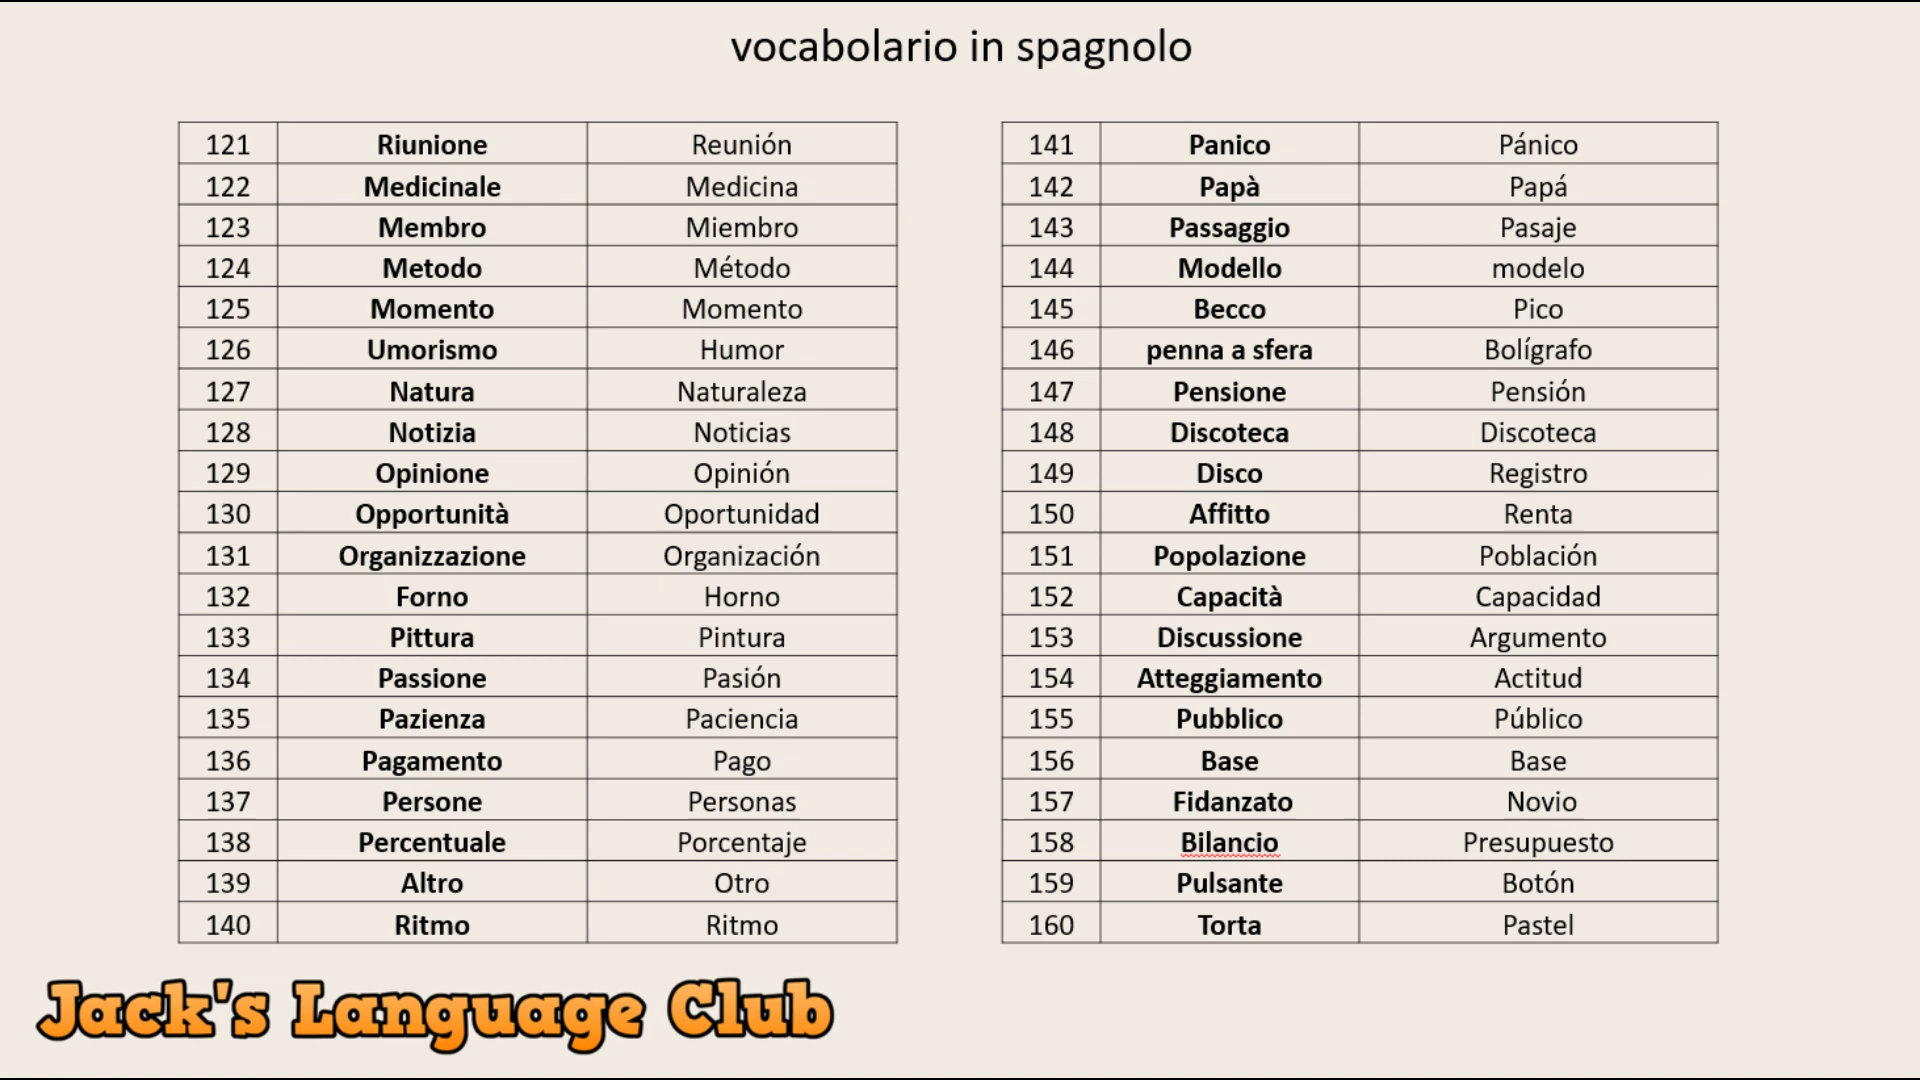 vocabolario in spagnolo
121 Riunione Reunión
122 Medicinale Medicina
123 Membro Miembro
124 Metodo Método
125 Momento Momento
126 Umorismo Humor
127 Natura Naturaleza
128 Notizia Noticias
129 Opinione Opinión
130 Opportunità Oportunidad
131 Organizzazione Organización
132 Forno Horno
133 Pittura Pintura
134 Passione Pasión
135 Pazienza Paciencia
136 Pagamento Pago
137 Persone Personas
138 Percentuale Porcentaje
139 Altro Otro
140 Ritmo Ritmo
141 Panico Pánico
142 Papà Papá
143 Passaggio Pasaje
144 Modello modelo
145 Becco Pico
146 penna a sfera Bolígrafo
147 Pensione Pensión
148 Discoteca Discoteca
149 Disco Registro
150 Affitto Renta
151 Popolazione Población
152 Capacità Capacidad
153 Discussione Argumento
154 Atteggiamento Actitud
155 Pubblico Público
156 Base Base
157 Fidanzato Novio
158 Bilancio Presupuesto
159 Pulsante Botón
160 Torta Pastel
Jack's Language Club